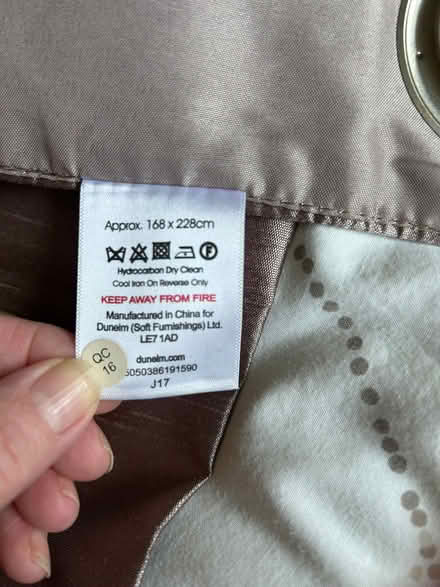 Approx. 168 x 228cm
F
Hydrocarbon Dry Clean
Cool Iron On Reverse Only
KEEP AWAY FROM FIRE
Manufactured in China for
Dunelm (Soft Furnishings) Ltd.
LE7 1AD
QC
16
dunelm.com
5050386191590
J17